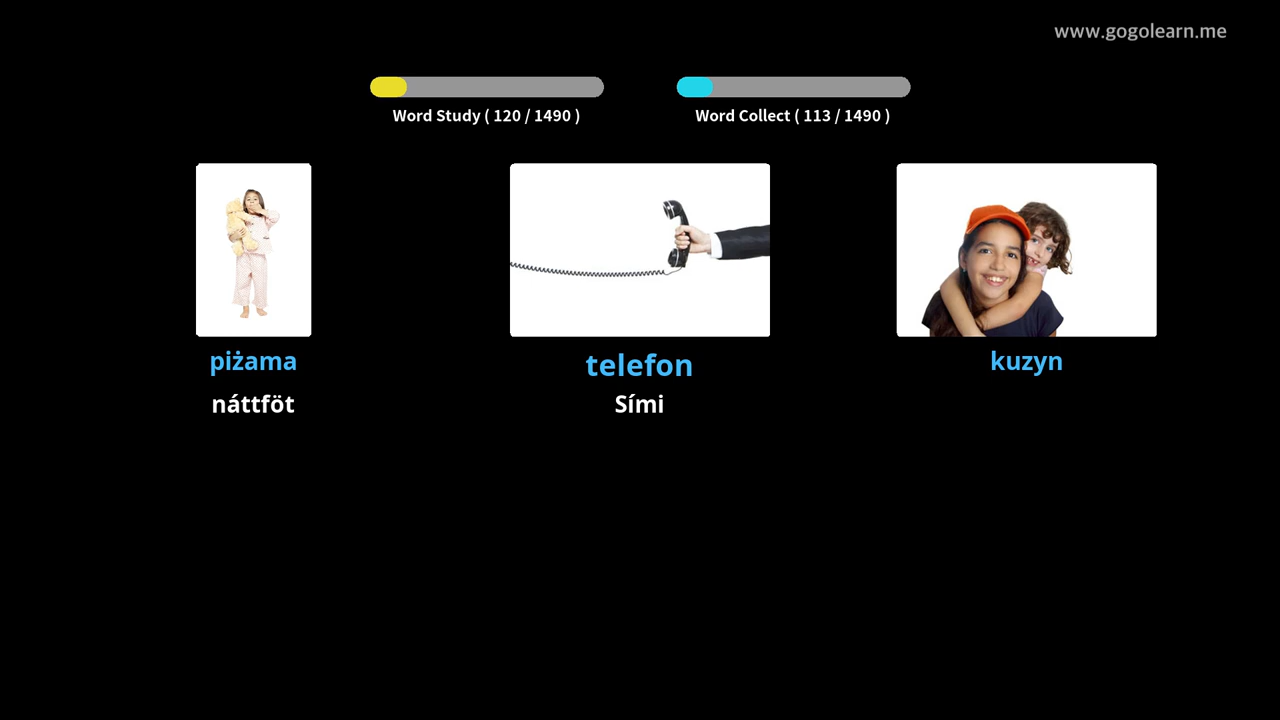 www.gogolearn.me
Word Study ( 120 / 1490 )
Word Collect ( 113 / 1490 )
piżama
telefon
kuzyn
náttföt
Sími